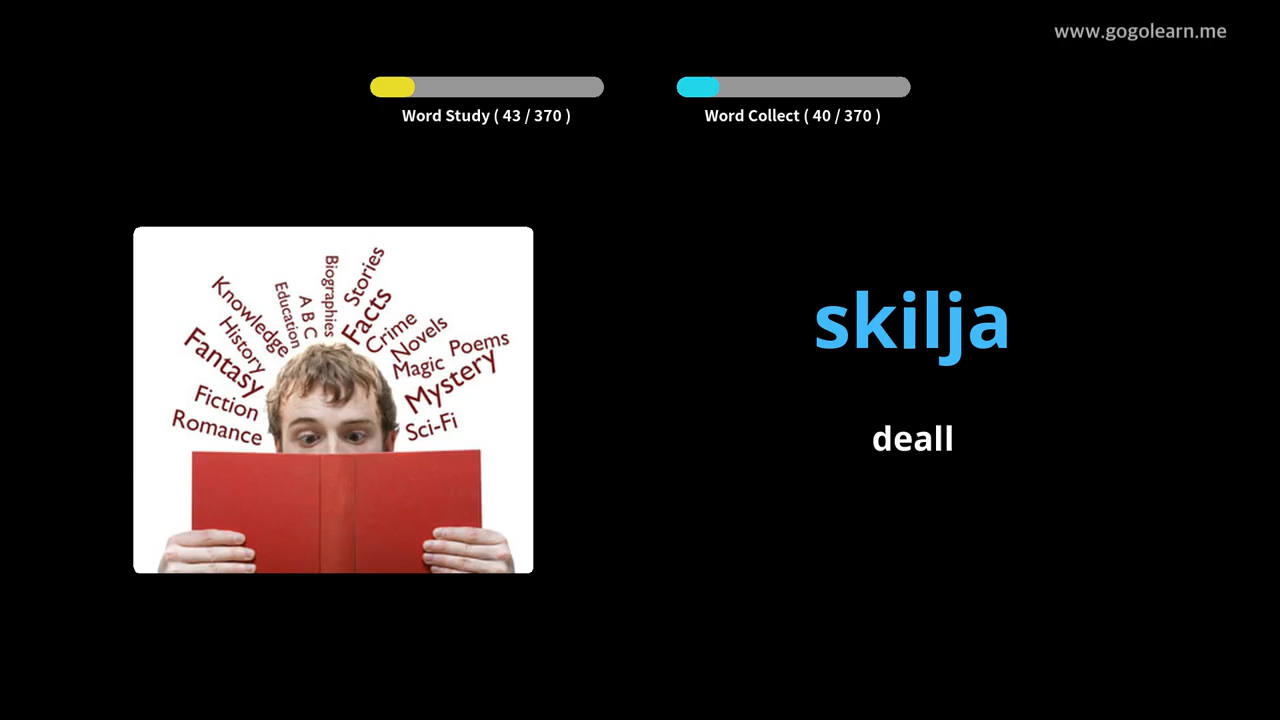 www.gogolearn.me
Word Study ( 43 / 370 )
Word Collect ( 40 / 370 )
Biographies
Stories
Education
A B C
Facts
Knowledge
Crime
History
Novels
Poems
Fantasy
Magic
Mystery
Fiction
Romance
Sci-Fi
skilja
deall